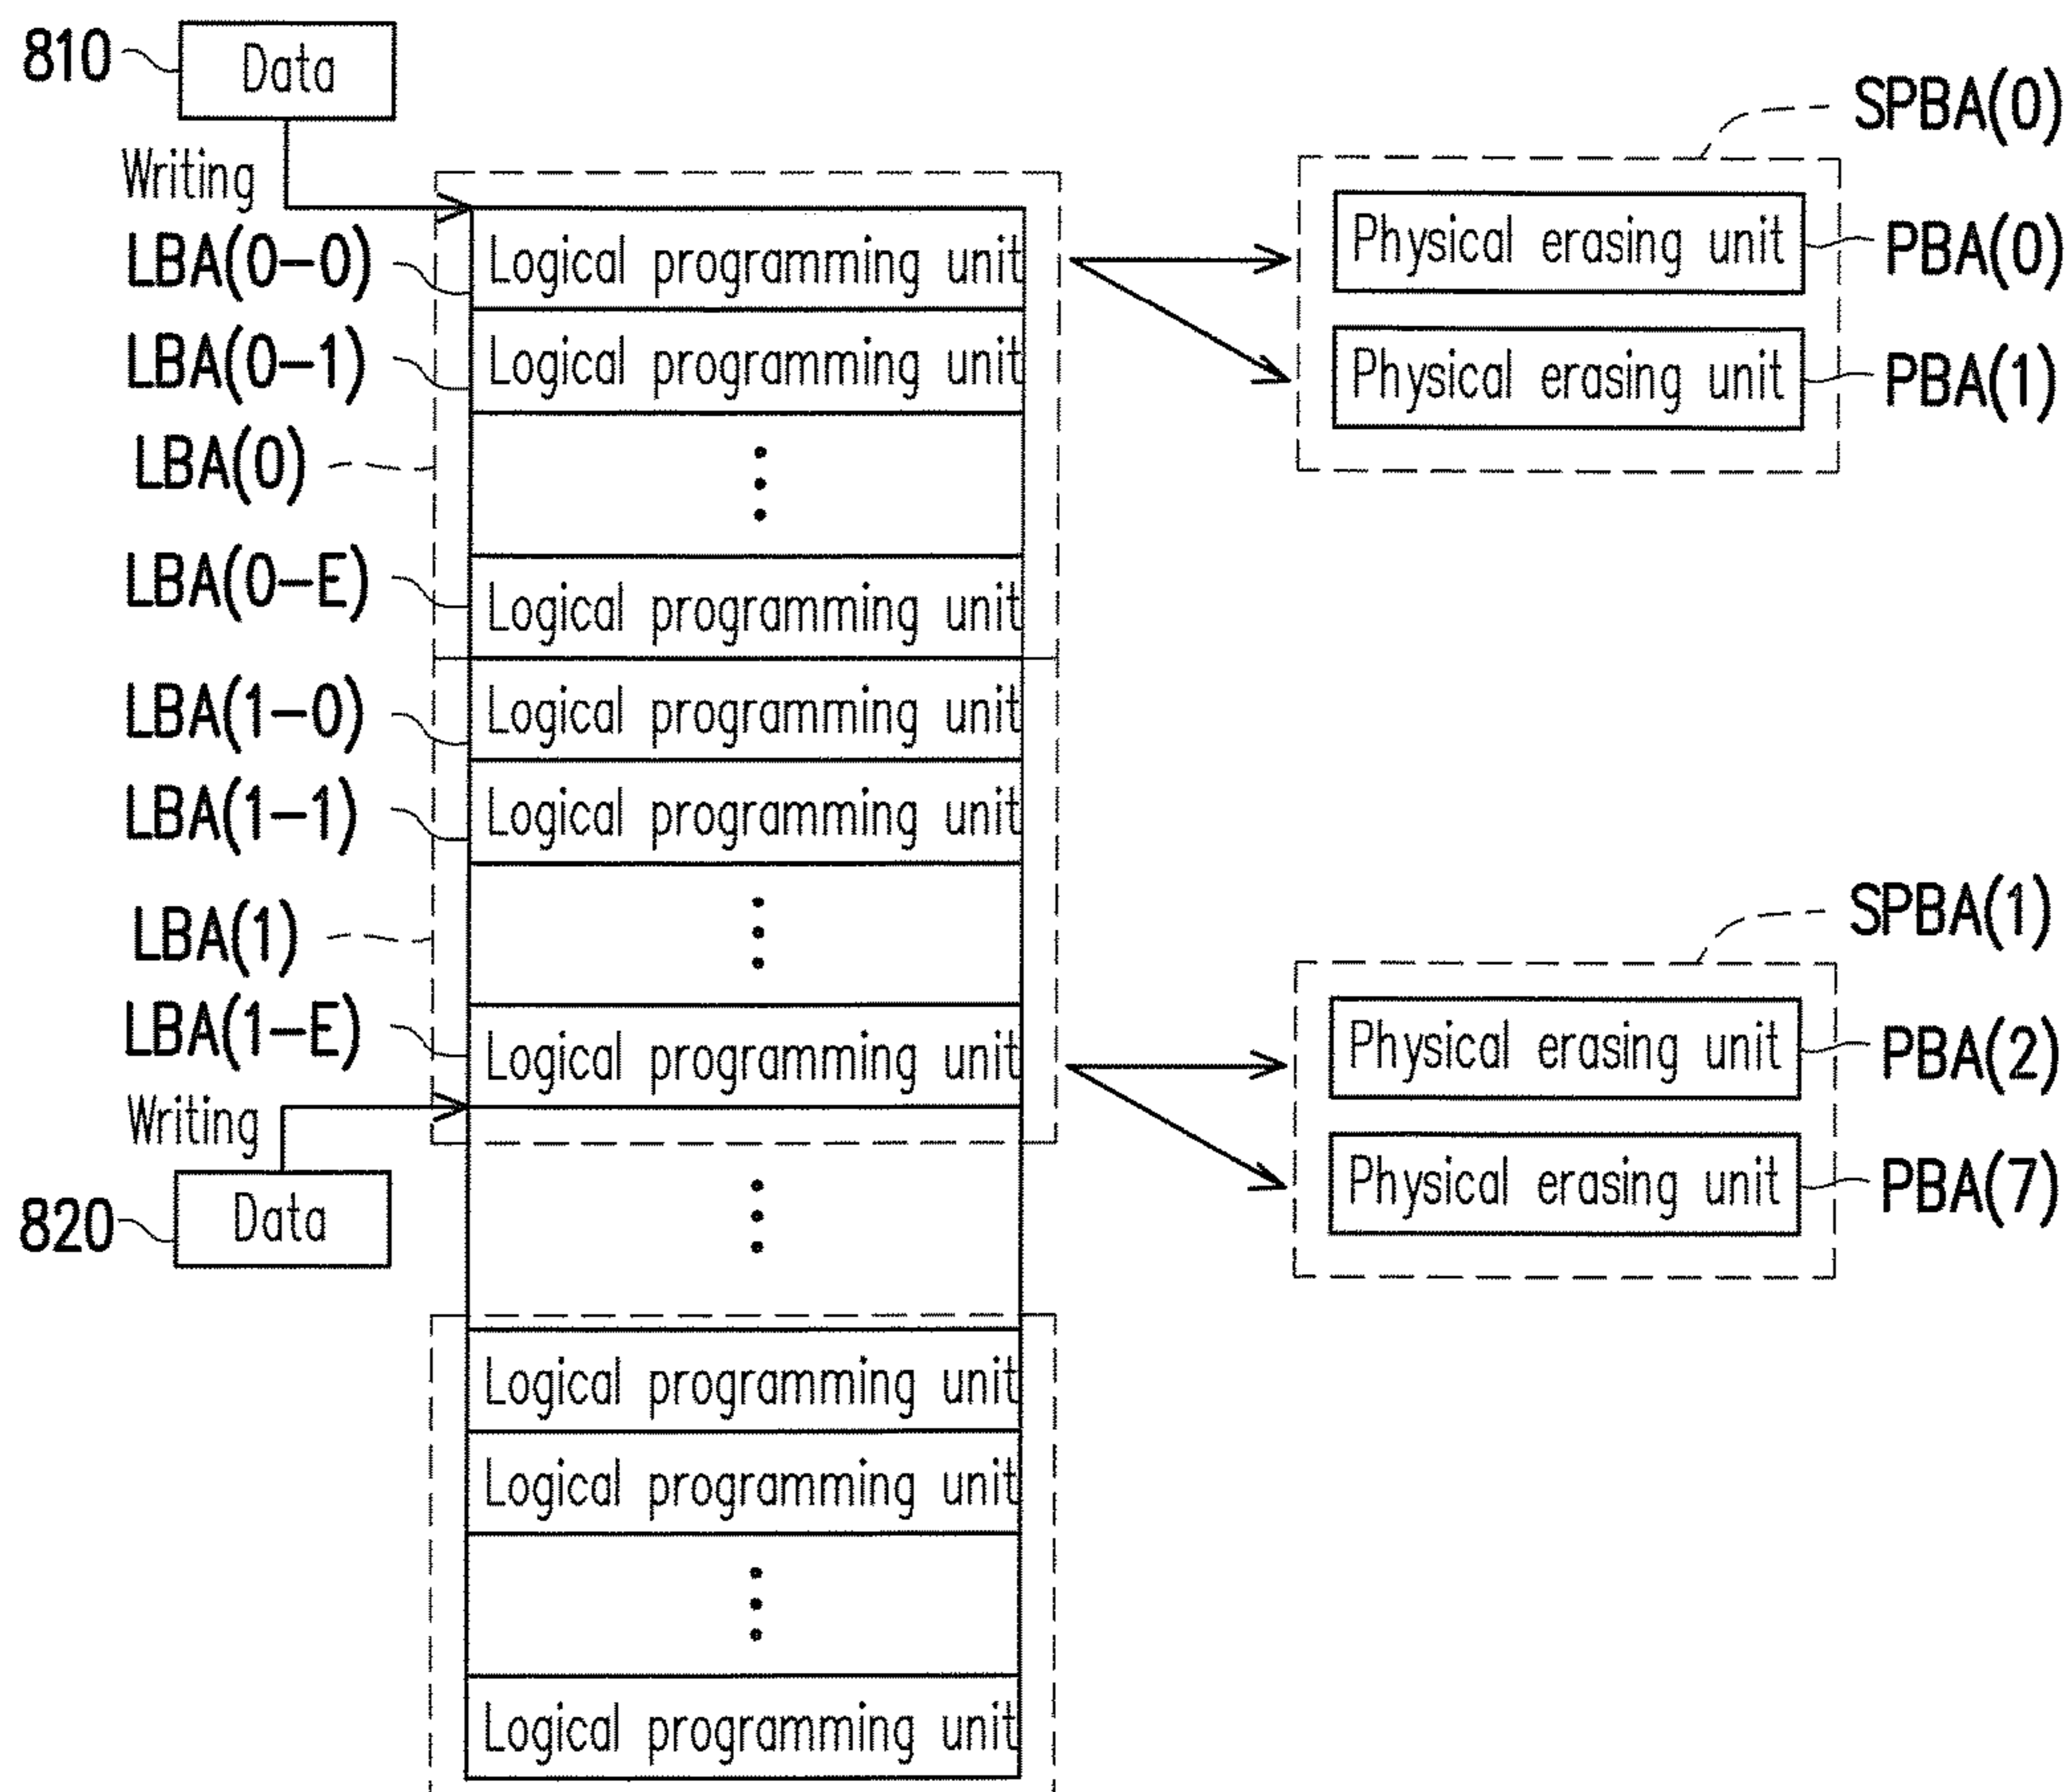 810
Data
SPBA(0)
Writing
LBA(0-0)
Logical programming unit
Physical erasing unit
PBA(0)
LBA(0-1)
Logical programming unit
Physical erasing unit
PBA(1)
LBA(0)
LBA(0-E)
Logical programming unit
LBA(1-0)
Logical programming unit
LBA(1-1)
Logical programming unit
LBA(1)
SPBA(1)
LBA(1-E)
Logical programming unit
Physical erasing unit
PBA(2)
Writing
820
Data
Physical erasing unit
PBA(7)
Logical programming unit
Logical programming unit
Logical programming unit